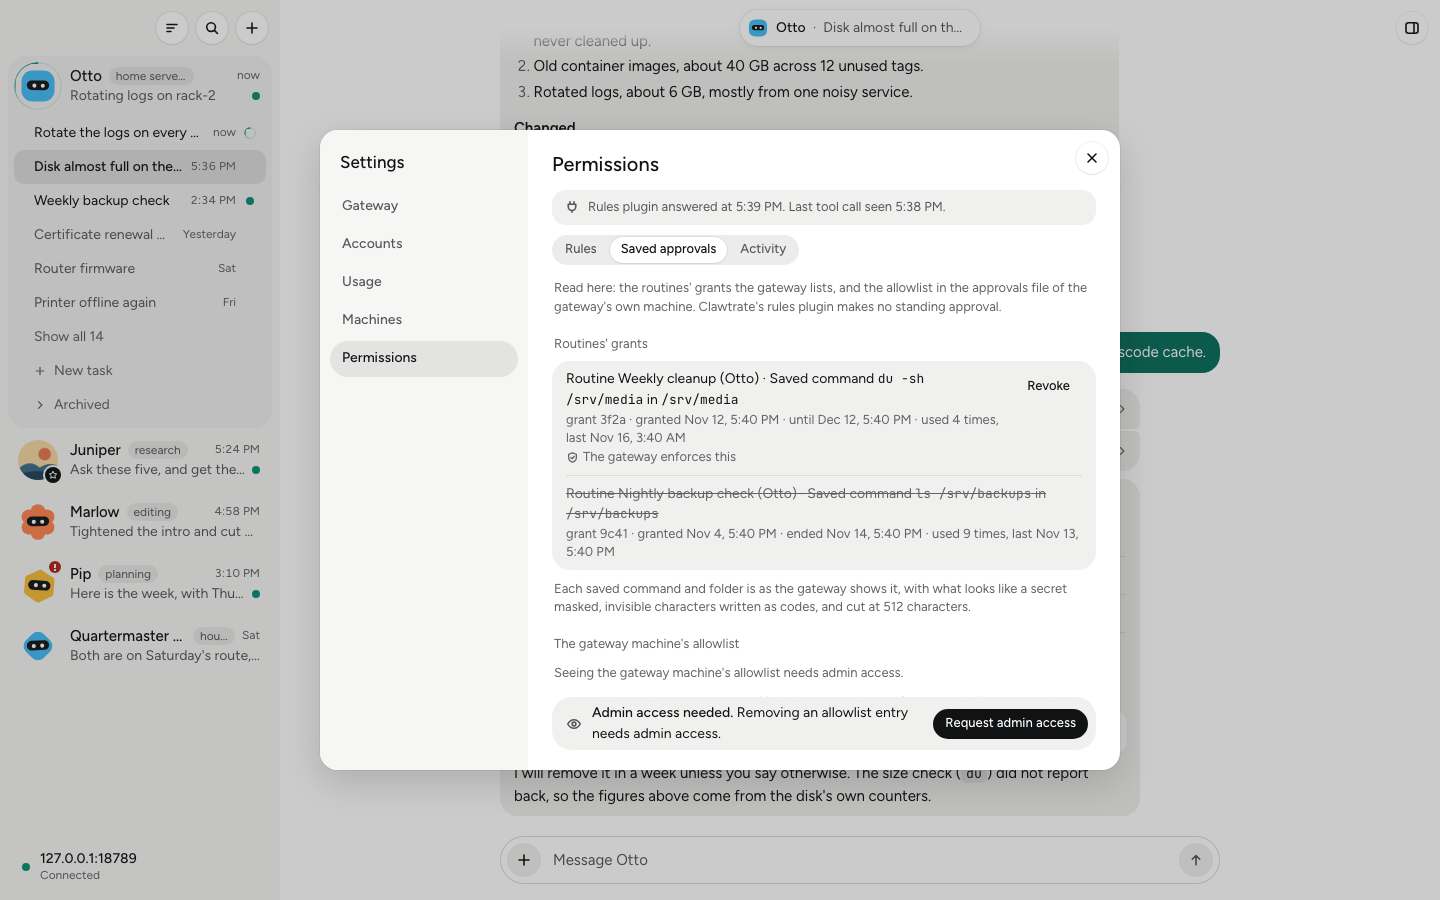 Otto home serve... now
Rotating logs on rack-2
Rotate the logs on every ... now
Disk almost full on the... 5:36 PM
Weekly backup check 2:34 PM
Certificate renewal ... Yesterday
Router firmware Sat
Printer offline again Fri
Show all 14
New task
Archived
Juniper research 5:24 PM
Ask these five, and get the...
Marlow editing 4:58 PM
Tightened the intro and cut ...
Pip planning 3:10 PM
Here is the week, with Thu...
Quartermaster ... hou... Sat
Both are on Saturday's route,...
127.0.0.1:18789
Connected
Otto · Disk almost full on th...
never cleaned up.
2. Old container images, about 40 GB across 12 unused tags.
3. Rotated logs, about 6 GB, mostly from one noisy service.
Changed
scode cache.
Settings
Gateway
Accounts
Usage
Machines
Permissions
Permissions
Rules plugin answered at 5:39 PM. Last tool call seen 5:38 PM.
Rules Saved approvals Activity
Read here: the routines' grants the gateway lists, and the allowlist in the approvals file of the
gateway's own machine. Clawtrate's rules plugin makes no standing approval.
Routines' grants
Routine Weekly cleanup (Otto) · Saved command du -sh
/srv/media in /srv/media
Revoke
grant 3f2a · granted Nov 12, 5:40 PM · until Dec 12, 5:40 PM · used 4 times,
last Nov 16, 3:40 AM
The gateway enforces this
Routine Nightly backup check (Otto) · Saved command ls /srv/backups in
/srv/backups
grant 9c41 · granted Nov 4, 5:40 PM · ended Nov 14, 5:40 PM · used 9 times, last Nov 13,
5:40 PM
Each saved command and folder is as the gateway shows it, with what looks like a secret
masked, invisible characters written as codes, and cut at 512 characters.
The gateway machine's allowlist
Seeing the gateway machine's allowlist needs admin access.
Admin access needed. Removing an allowlist entry
needs admin access.
Request admin access
I will remove it in a week unless you say otherwise. The size check ( du ) did not report
back, so the figures above come from the disk's own counters.
Message Otto